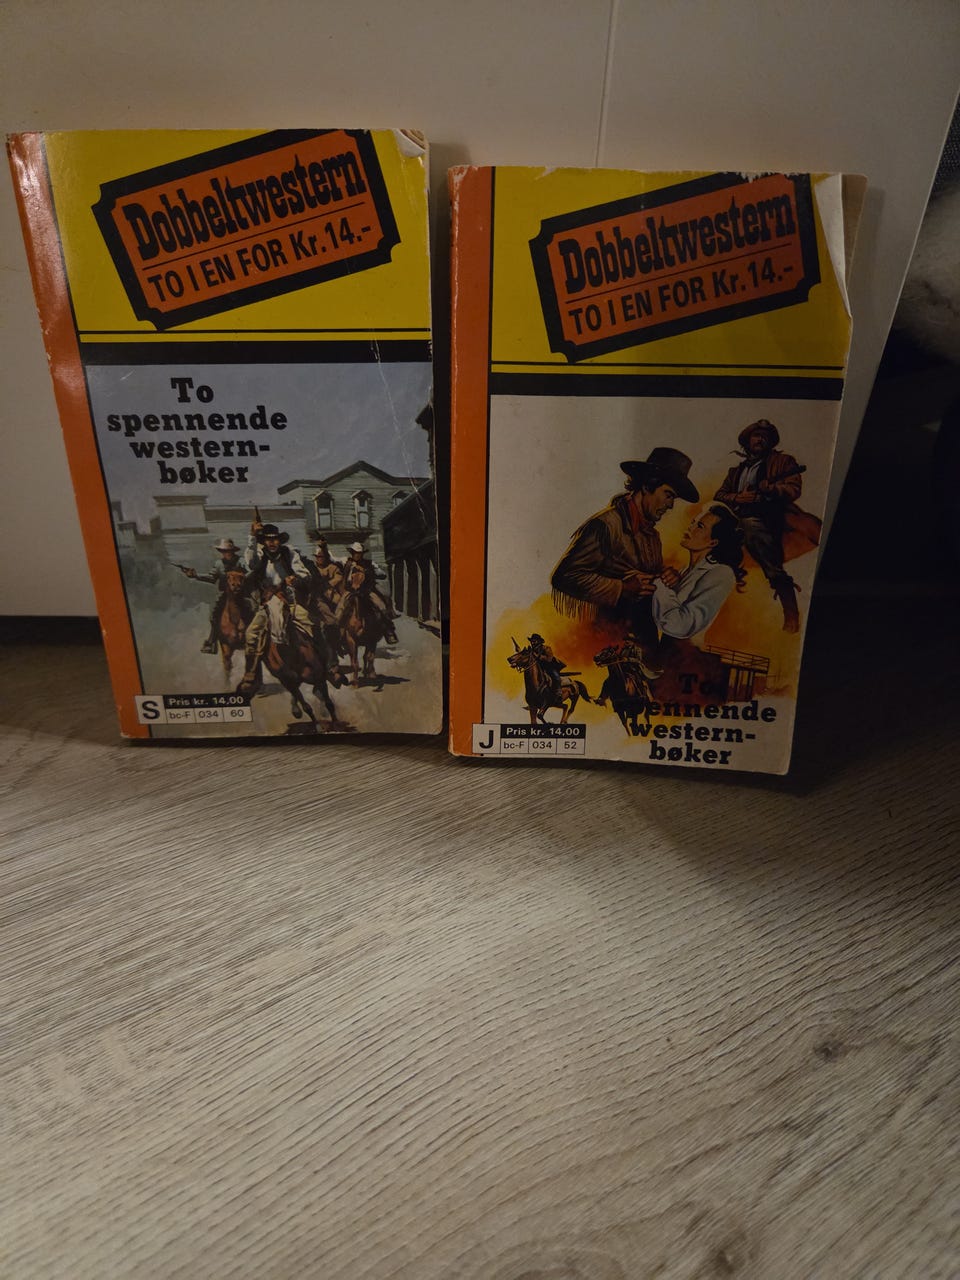 Dobbeltwestern
TO I EN FOR Kr. 14.-
To
spennende
western-
bøker
S
Pris kr. 14,00
bc-F 034 60
Dobbeltwestern
TO I EN FOR Kr. 14.-
To
spennende
western-
bøker
J
Pris kr. 14,00
bc-F 034 52